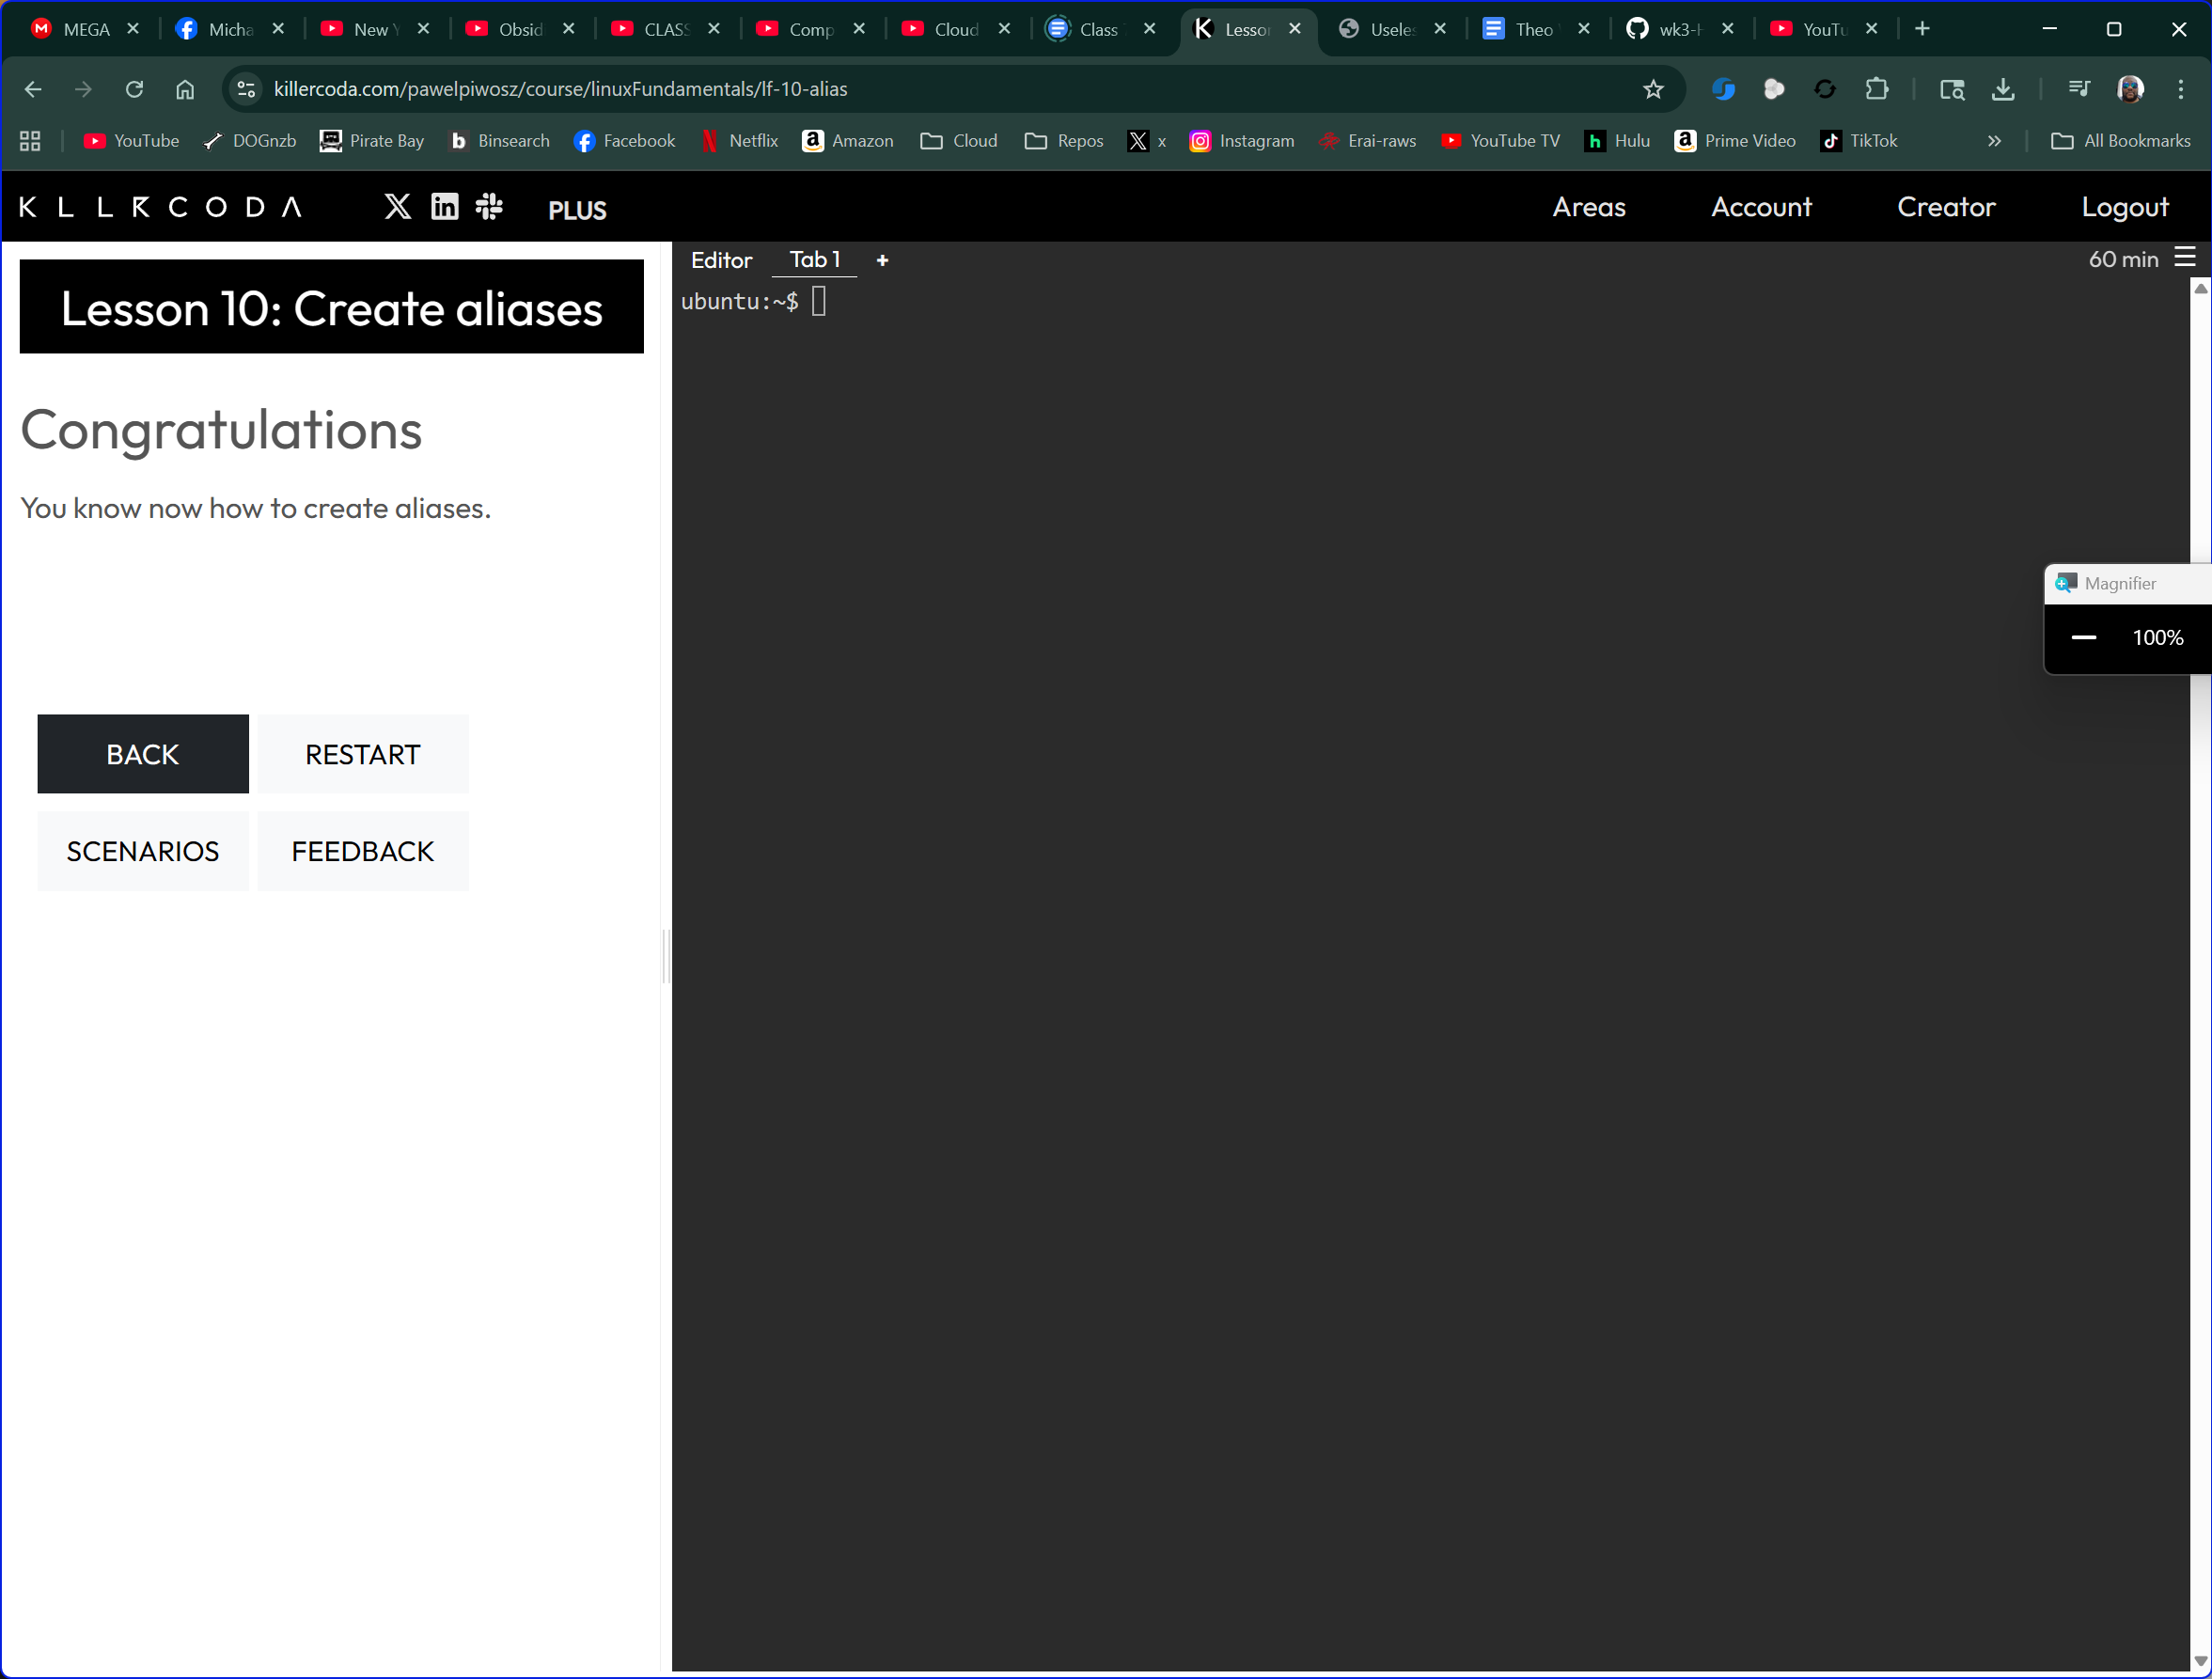 MEGA
Micha
New Y
Obsid
CLASS
Comp
Cloud
Class
Lesson
Useles
Theo
wk3-H
YouTu
killercoda.com/pawelpiwosz/course/linuxFundamentals/lf-10-alias
YouTube
DOGnzb
Pirate Bay
Binsearch
Facebook
Netflix
Amazon
Cloud
Repos
x
Instagram
Erai-raws
YouTube TV
Hulu
Prime Video
TikTok
All Bookmarks
KILLERCODA
PLUS
Areas
Account
Creator
Logout
Lesson 10: Create aliases
Editor
Tab 1
+
60 min
ubuntu:~$
Congratulations
You know now how to create aliases.
Magnifier
100%
BACK
RESTART
SCENARIOS
FEEDBACK